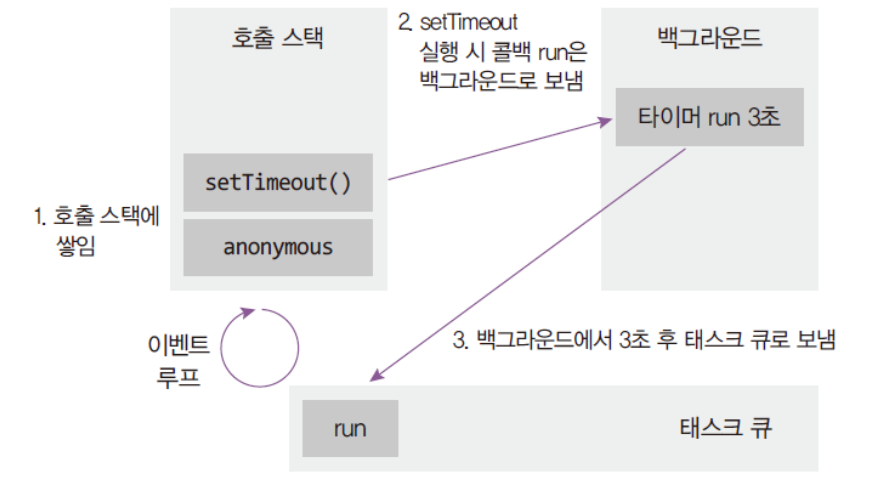 호출 스택
2. setTimeout
실행 시 콜백 run은
백그라운드로 보냄
백그라운드
타이머 run 3초
setTimeout()
1. 호출 스택에
쌓임
anonymous
이벤트
루프
3. 백그라운드에서 3초 후 태스크 큐로 보냄
run
태스크 큐